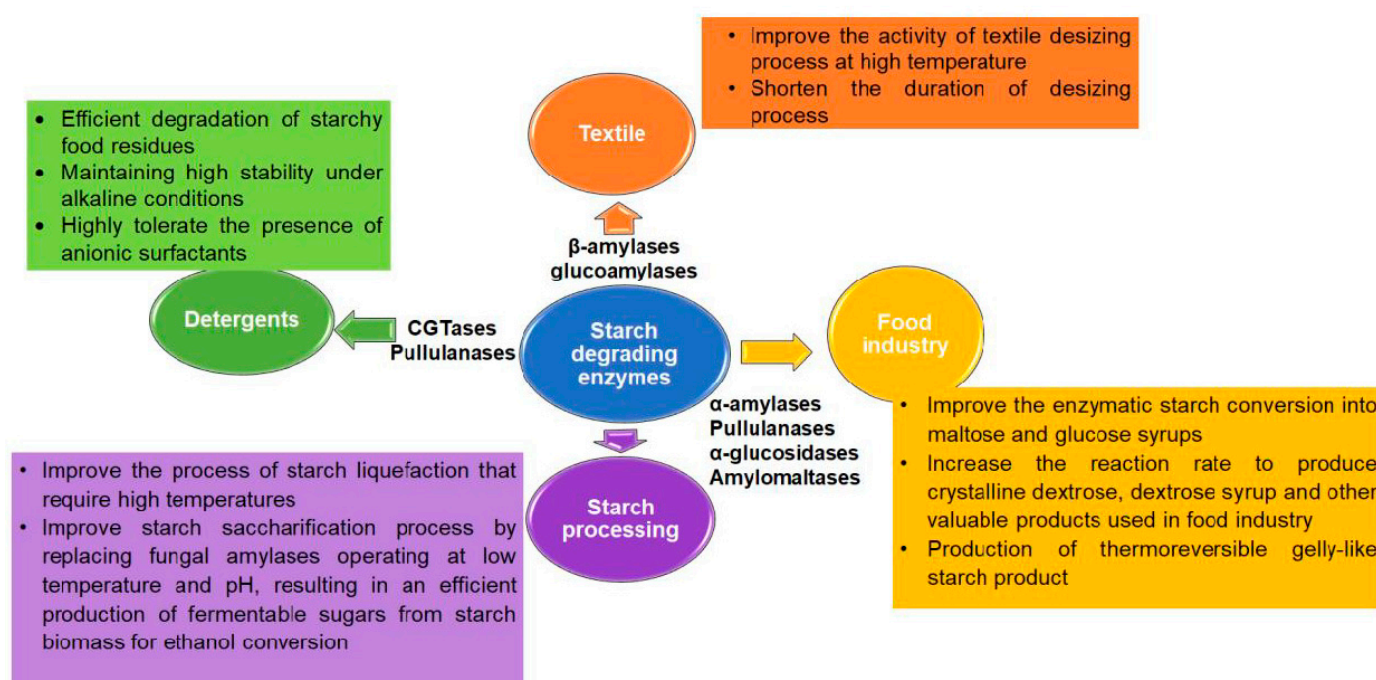 • Improve the activity of textile desizing
process at high temperature
• Shorten the duration of desizing
process
Textile
• Efficient degradation of starchy
food residues
• Maintaining high stability under
alkaline conditions
• Highly tolerate the presence of
anionic surfactants
β-amylases
glucoamylases
Detergents
CGTases
Pullulanases
Starch
degrading
enzymes
Food
industry
α-amylases
Pullulanases
α-glucosidases
Amylomaltases
• Improve the enzymatic starch conversion into
maltose and glucose syrups
• Increase the reaction rate to produce
crystalline dextrose, dextrose syrup and other
valuable products used in food industry
• Production of thermoreversible gelly-like
starch product
Starch
processing
• Improve the process of starch liquefaction that
require high temperatures
• Improve starch saccharification process by
replacing fungal amylases operating at low
temperature and pH, resulting in an efficient
production of fermentable sugars from starch
biomass for ethanol conversion